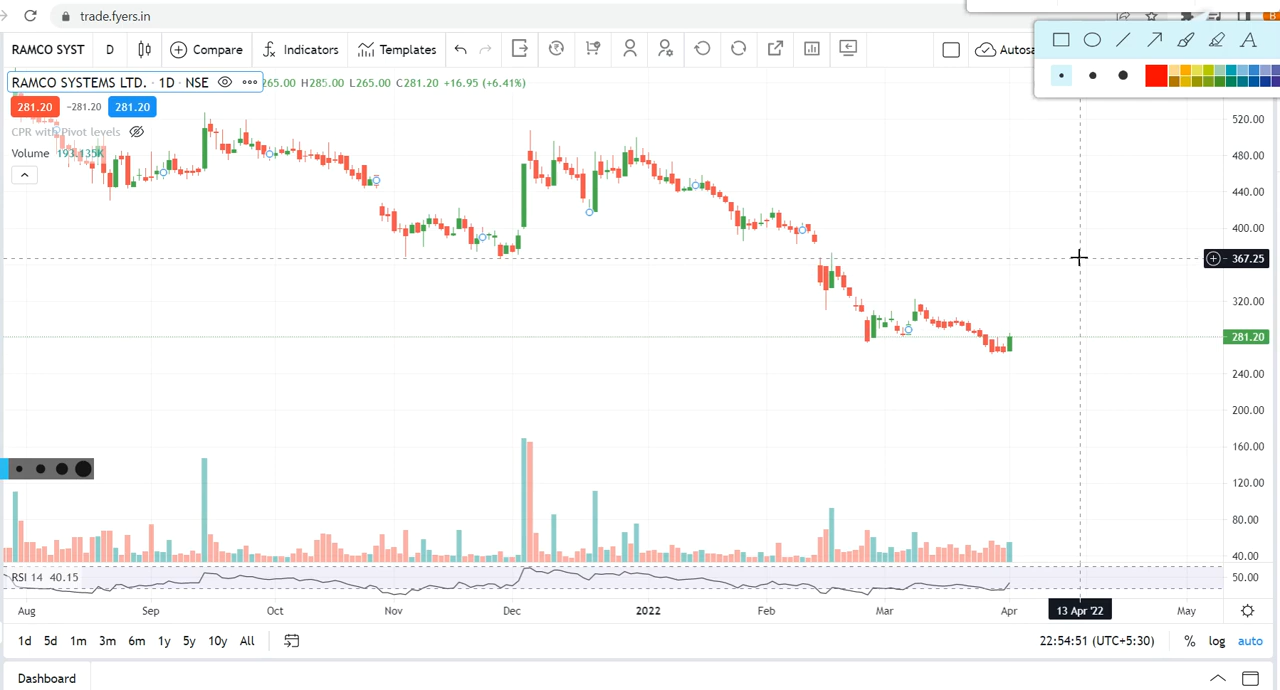 trade.fyers.in
RAMCO SYST D Compare Indicators Templates Autosa
RAMCO SYSTEMS LTD. · 1D · NSE 265.00 H285.00 L265.00 C281.20 +16.95 (+6.41%)
281.20 -281.20 281.20
CPR with Pivot levels
Volume 193.135K
520.00
480.00
440.00
400.00
367.25
320.00
281.20
240.00
200.00
160.00
120.00
80.00
40.00
RSI 14 40.15
50.00
Aug Sep Oct Nov Dec 2022 Feb Mar Apr 13 Apr '22 May
1d 5d 1m 3m 6m 1y 5y 10y All 22:54:51 (UTC+5:30) % log auto
Dashboard